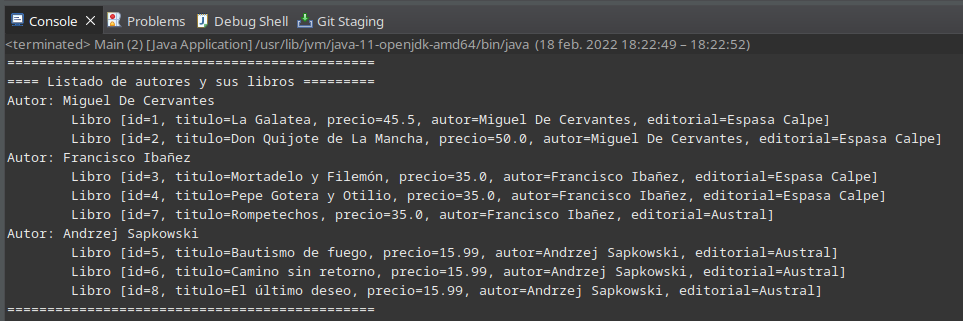 Console Problems Debug Shell Git Staging
<terminated> Main (2) [Java Application] /usr/lib/jvm/java-11-openjdk-amd64/bin/java (18 feb. 2022 18:22:49 – 18:22:52)
==============================================
==== Listado de autores y sus libros =========
Autor: Miguel De Cervantes
Libro [id=1, titulo=La Galatea, precio=45.5, autor=Miguel De Cervantes, editorial=Espasa Calpe]
Libro [id=2, titulo=Don Quijote de La Mancha, precio=50.0, autor=Miguel De Cervantes, editorial=Espasa Calpe]
Autor: Francisco Ibañez
Libro [id=3, titulo=Mortadelo y Filemón, precio=35.0, autor=Francisco Ibañez, editorial=Espasa Calpe]
Libro [id=4, titulo=Pepe Gotera y Otilio, precio=35.0, autor=Francisco Ibañez, editorial=Espasa Calpe]
Libro [id=7, titulo=Rompetechos, precio=35.0, autor=Francisco Ibañez, editorial=Austral]
Autor: Andrzej Sapkowski
Libro [id=5, titulo=Bautismo de fuego, precio=15.99, autor=Andrzej Sapkowski, editorial=Austral]
Libro [id=6, titulo=Camino sin retorno, precio=15.99, autor=Andrzej Sapkowski, editorial=Austral]
Libro [id=8, titulo=El último deseo, precio=15.99, autor=Andrzej Sapkowski, editorial=Austral]
==============================================